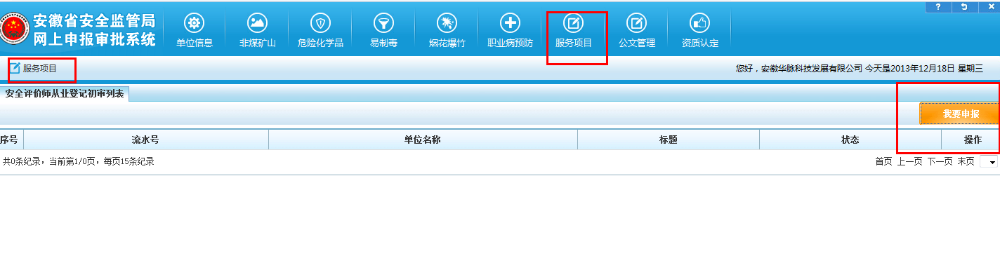 安徽省安全监管局
网上申报审批系统
单位信息
非煤矿山
危险化学品
易制毒
烟花爆竹
职业病预防
服务项目
公文管理
资质认定
?
服务项目
您好，安徽华脉科技发展有限公司 今天是2013年12月18日 星期三
安全评价师从业登记初审列表
我要申报
序号 流水号 单位名称 标题 状态 操作
共0条纪录，当前第1/0页，每页15条纪录
首页 上一页 下一页 末页